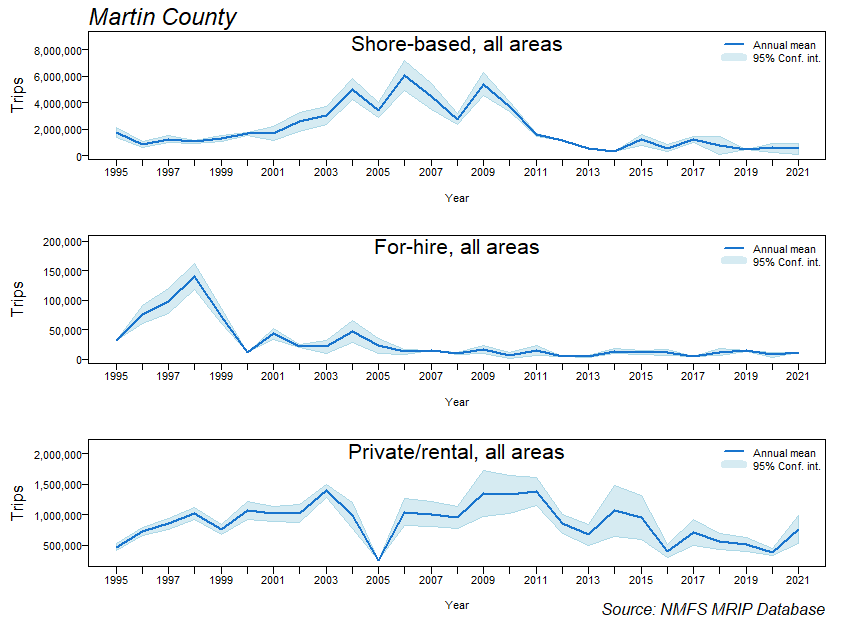 Martin County
Shore-based, all areas
Annual mean
95% Conf. int.
Trips
8,000,000
6,000,000
4,000,000
2,000,000
0
1995 1997 1999 2001 2003 2005 2007 2009 2011 2013 2015 2017 2019 2021
Year
For-hire, all areas
Annual mean
95% Conf. int.
Trips
200,000
150,000
100,000
50,000
0
1995 1997 1999 2001 2003 2005 2007 2009 2011 2013 2015 2017 2019 2021
Year
Private/rental, all areas
Annual mean
95% Conf. int.
Trips
2,000,000
1,500,000
1,000,000
500,000
1995 1997 1999 2001 2003 2005 2007 2009 2011 2013 2015 2017 2019 2021
Year
Source: NMFS MRIP Database